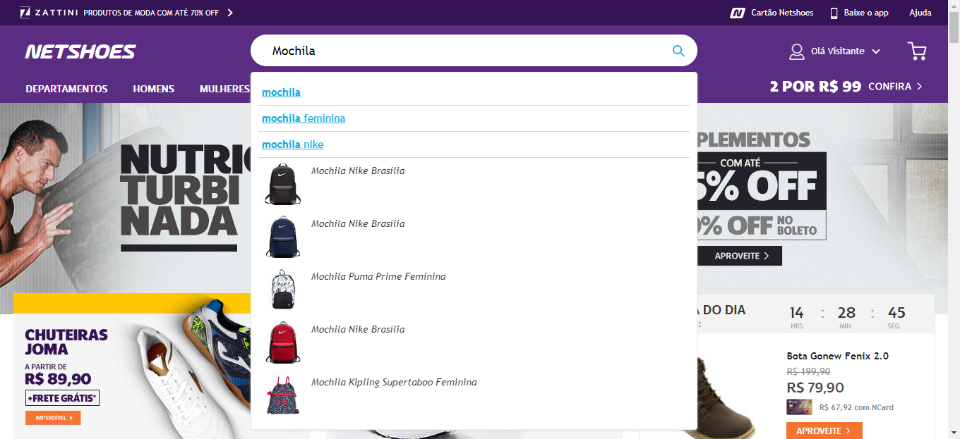 ZATTINI PRODUTOS DE MODA COM ATÉ 70% OFF
Cartão Netshoes
Baixe o app
Ajuda
NETSHOES
Mochila
Olá Visitante
DEPARTAMENTOS
HOMENS
MULHERES
2 POR R$ 99 CONFIRA
mochila
mochila feminina
mochila nike
Mochila Nike Brasilia
Mochila Nike Brasilia
Mochila Puma Prime Feminina
Mochila Nike Brasilia
Mochila Kipling Supertaboo Feminina
TURBI
NADA
COM ATÉ
5% OFF
0% OFF NO
BOLETO
APROVEITE
CHUTEIRAS
JOMA
A PARTIR DE
R$ 89,90
+FRETE GRÁTIS*
IMPERDÍVEL
DO DIA
14 : 28 : 45
HRS MIN SEG
Bota Gonew Fenix 2.0
R$ 199,90
R$ 79,90
R$ 67,92 com NCard
APROVEITE